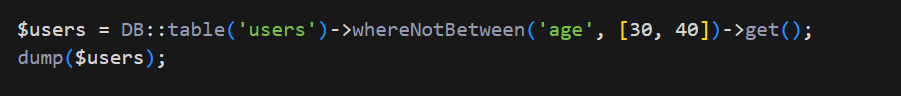 $users = DB::table('users')->whereNotBetween('age', [30, 40])->get();
dump($users);